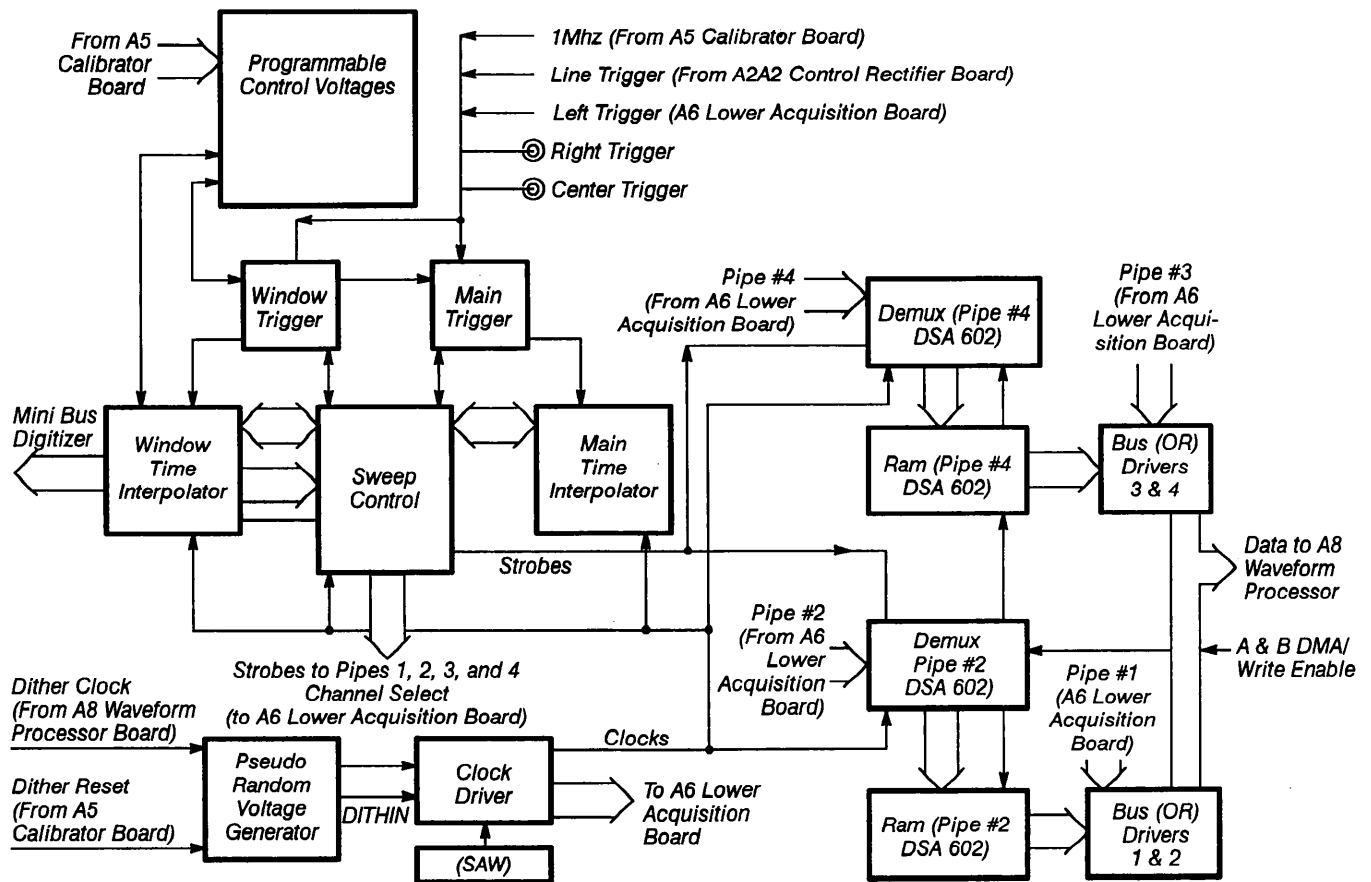 From A5
Calibrator
Board
Programmable
Control Voltages
1Mhz (From A5 Calibrator Board)
Line Trigger (From A2A2 Control Rectifier Board)
Left Trigger (A6 Lower Acquisition Board)
Right Trigger
Center Trigger
Window
Trigger
Main
Trigger
Pipe #4
(From A6 Lower
Acquisition Board)
Demux (Pipe #4
DSA 602)
Pipe #3
(From A6
Lower Acqui-
sition Board)
Mini Bus
Digitizer
Window
Time
Interpolator
Sweep
Control
Main
Time
Interpolator
Ram (Pipe #4
DSA 602)
Bus (OR)
Drivers
3 & 4
Strobes
Data to A8
Waveform
Processor
Pipe #2
(From A6
Lower
Acquisition
Board)
Demux
Pipe #2
DSA 602)
A & B DMA/
Write Enable
Pipe #1
(A6 Lower
Acquisition
Board)
Strobes to Pipes 1, 2, 3, and 4
Channel Select
(to A6 Lower Acquisition Board)
Dither Clock
(From A8 Waveform
Processor Board)
Dither Reset
(From A5
Calibrator Board)
Pseudo
Random
Voltage
Generator
DITHIN
Clocks
Clock
Driver
(SAW)
To A6 Lower
Acquisition
Board
Ram (Pipe #2
DSA 602)
Bus (OR)
Drivers
1 & 2